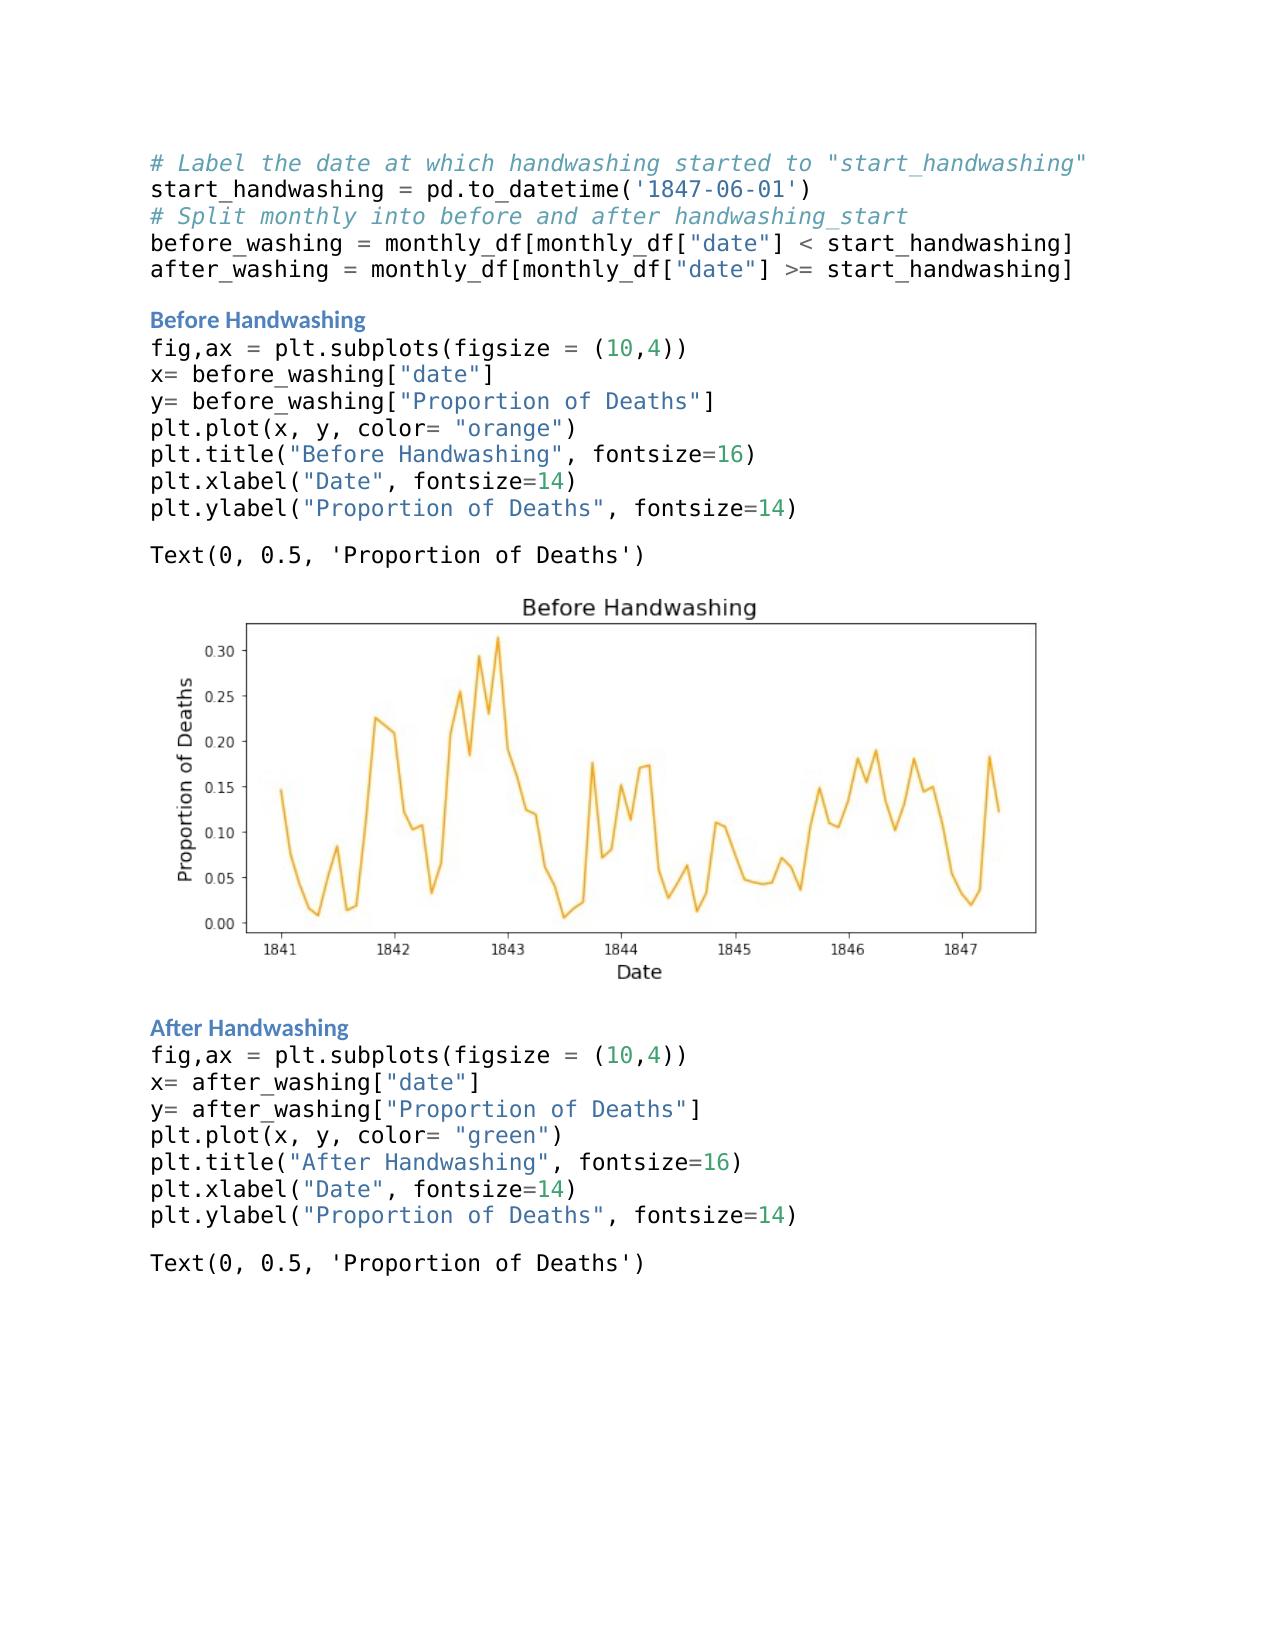 # Label the date at which handwashing started to "start_handwashing"
start_handwashing = pd.to_datetime('1847-06-01')
# Split monthly into before and after handwashing_start
before_washing = monthly_df[monthly_df["date"] < start_handwashing]
after_washing = monthly_df[monthly_df["date"] >= start_handwashing]
Before Handwashing
fig,ax = plt.subplots(figsize = (10,4))
x= before_washing["date"]
y= before_washing["Proportion of Deaths"]
plt.plot(x, y, color= "orange")
plt.title("Before Handwashing", fontsize=16)
plt.xlabel("Date", fontsize=14)
plt.ylabel("Proportion of Deaths", fontsize=14)
Text(0, 0.5, 'Proportion of Deaths')
Before Handwashing
Proportion of Deaths
0.30
0.25
0.20
0.15
0.10
0.05
0.00
1841 1842 1843 1844 1845 1846 1847
Date
After Handwashing
fig,ax = plt.subplots(figsize = (10,4))
x= after_washing["date"]
y= after_washing["Proportion of Deaths"]
plt.plot(x, y, color= "green")
plt.title("After Handwashing", fontsize=16)
plt.xlabel("Date", fontsize=14)
plt.ylabel("Proportion of Deaths", fontsize=14)
Text(0, 0.5, 'Proportion of Deaths')